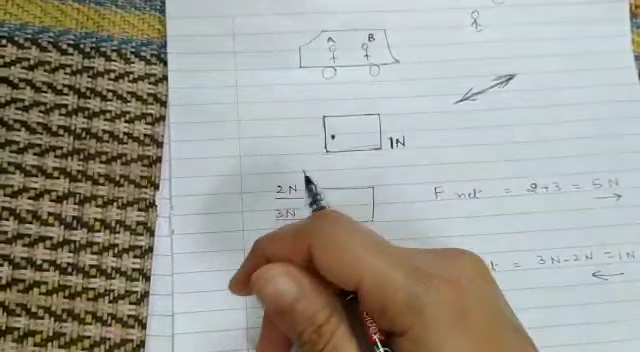 A B
1N
2N
3N
F net = 2+3 = 5N
t = 3N-2N = 1N